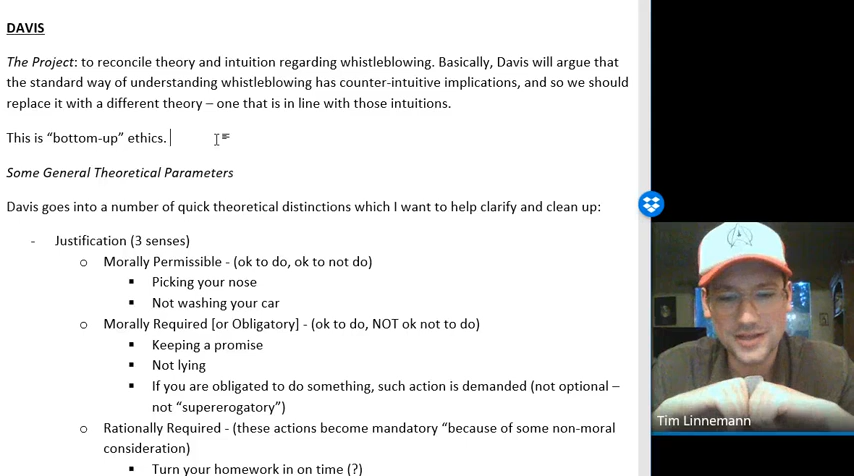 DAVIS
The Project: to reconcile theory and intuition regarding whistleblowing. Basically, Davis will argue that
the standard way of understanding whistleblowing has counter-intuitive implications, and so we should
replace it with a different theory – one that is in line with those intuitions.
This is “bottom-up” ethics.
Some General Theoretical Parameters
Davis goes into a number of quick theoretical distinctions which I want to help clarify and clean up:
- Justification (3 senses)
o Morally Permissible - (ok to do, ok to not do)
▪ Picking your nose
▪ Not washing your car
o Morally Required [or Obligatory] - (ok to do, NOT ok not to do)
▪ Keeping a promise
▪ Not lying
▪ If you are obligated to do something, such action is demanded (not optional –
not “supererogatory”)
o Rationally Required - (these actions become mandatory “because of some non-moral
consideration)
▪ Turn your homework in on time (?)
Tim Linnemann